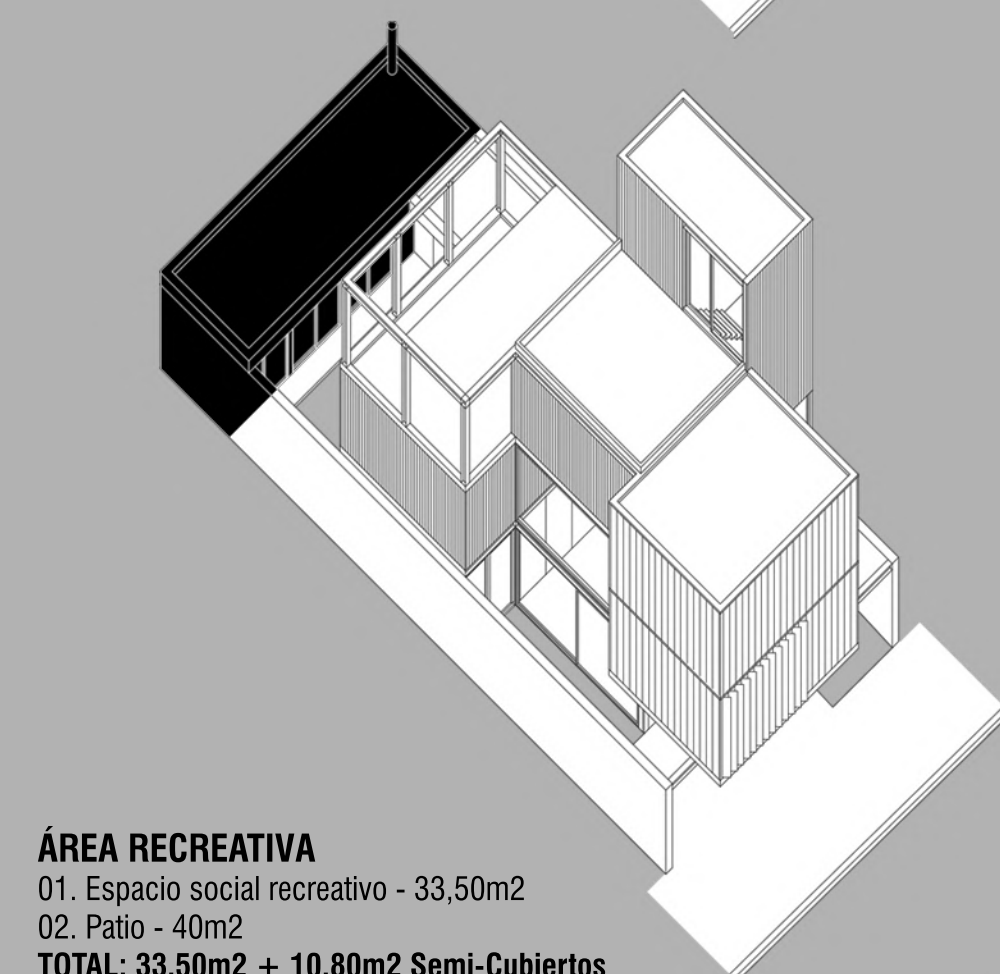 ÁREA RECREATIVA
01. Espacio social recreativo - 33,50m2
02. Patio - 40m2
TOTAL: 33,50m2 + 10,80m2 Semi-Cubiertos